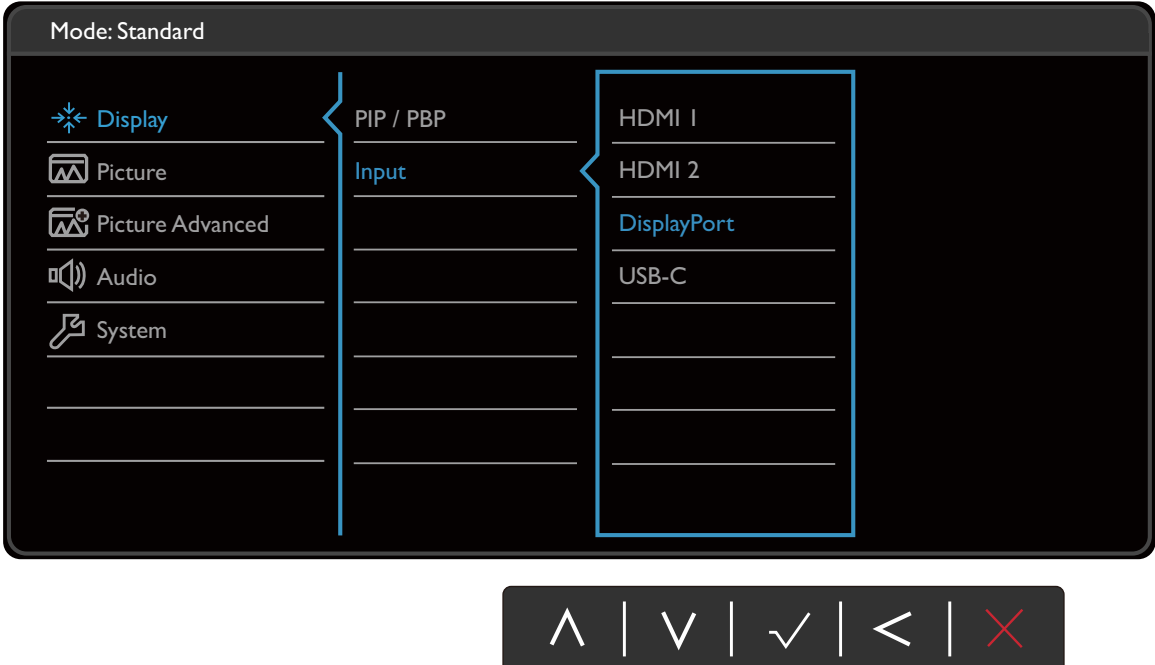 Mode: Standard
Display
Picture
Picture Advanced
Audio
System
PIP / PBP
Input
HDMI 1
HDMI 2
DisplayPort
USB-C